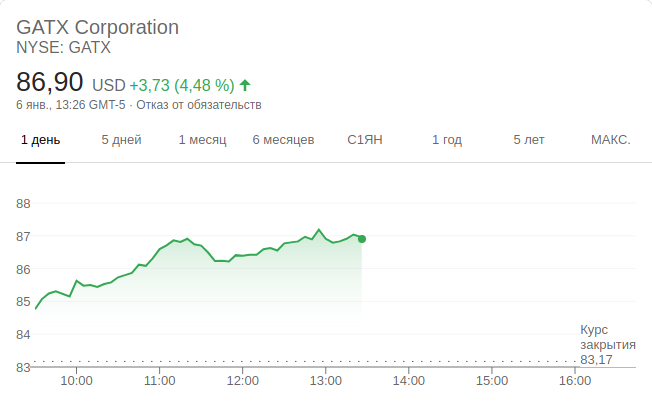 GATX Corporation
NYSE: GATX
86,90 USD +3,73 (4,48 %)
6 янв., 13:26 GMT-5 · Отказ от обязательств
1 день 5 дней 1 месяц 6 месяцев С1ЯН 1 год 5 лет МАКС.
88
87
86
85
84
83
Курс
закрытия
83,17
10:00 11:00 12:00 13:00 14:00 15:00 16:00